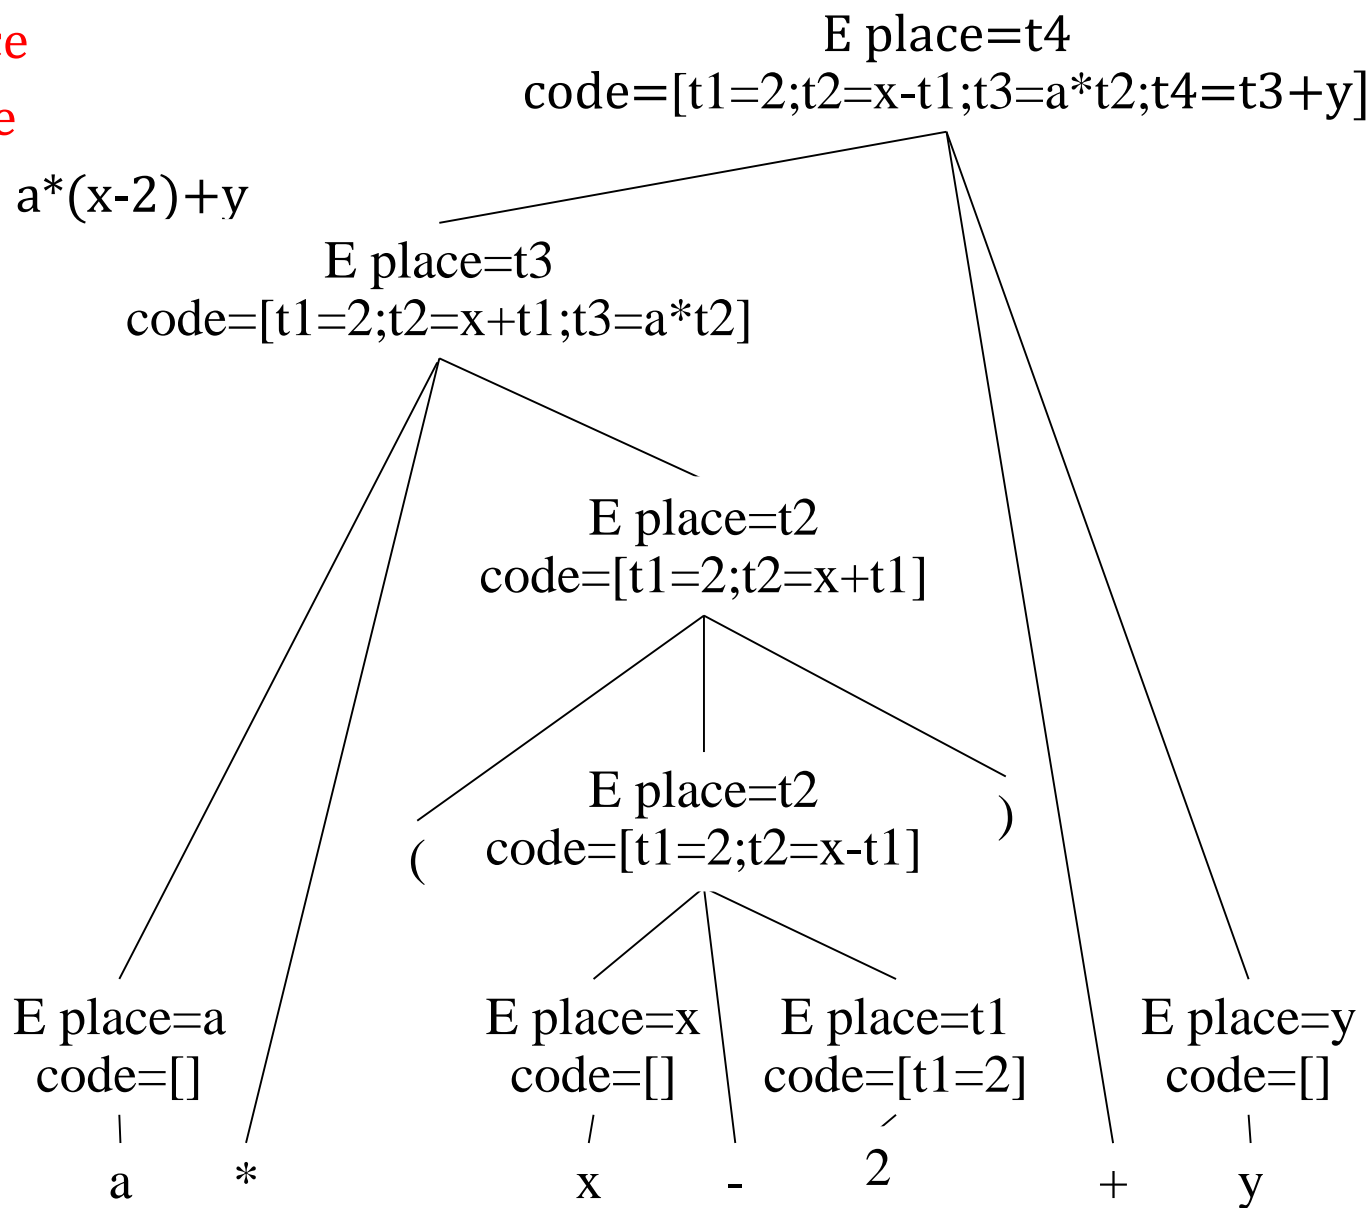 E place=t4
code=[t1=2;t2=x-t1;t3=a*t2;t4=t3+y]
a*(x-2)+y
E place=t3
code=[t1=2;t2=x+t1;t3=a*t2]
E place=t2
code=[t1=2;t2=x+t1]
E place=t2
code=[t1=2;t2=x-t1]
(
)
E place=a
code=[]
E place=x
code=[]
E place=t1
code=[t1=2]
E place=y
code=[]
a * x - 2 + y